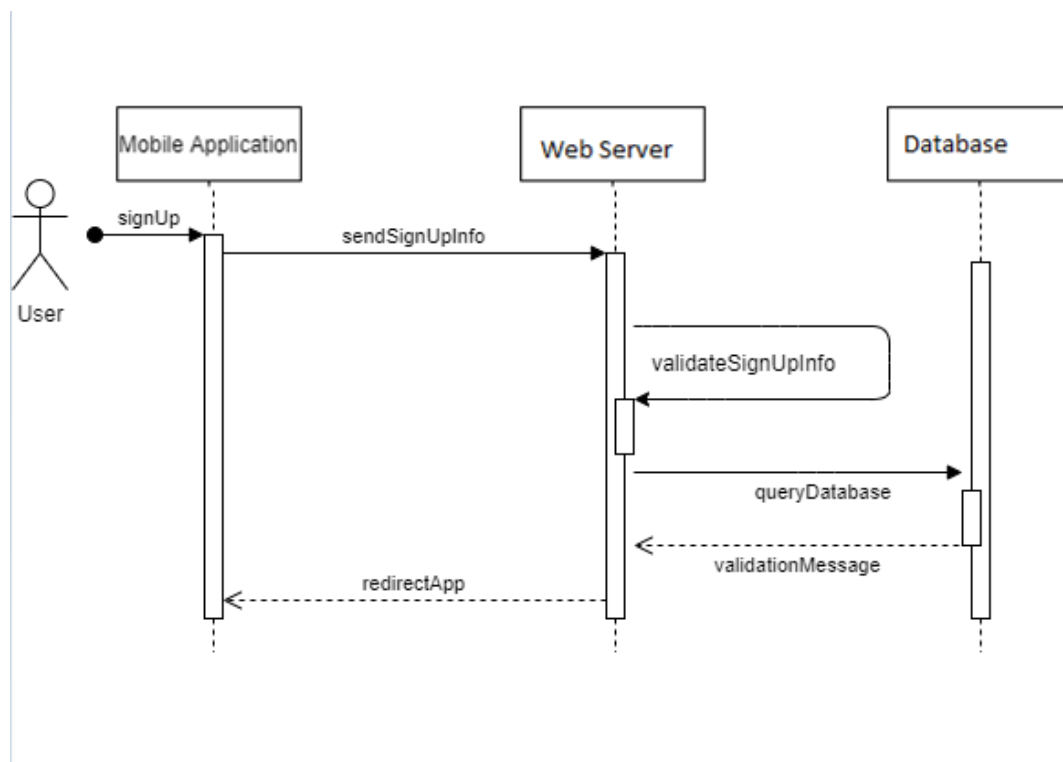 Mobile Application
Web Server
Database
signUp
sendSignUpInfo
User
validateSignUpInfo
queryDatabase
validationMessage
redirectApp